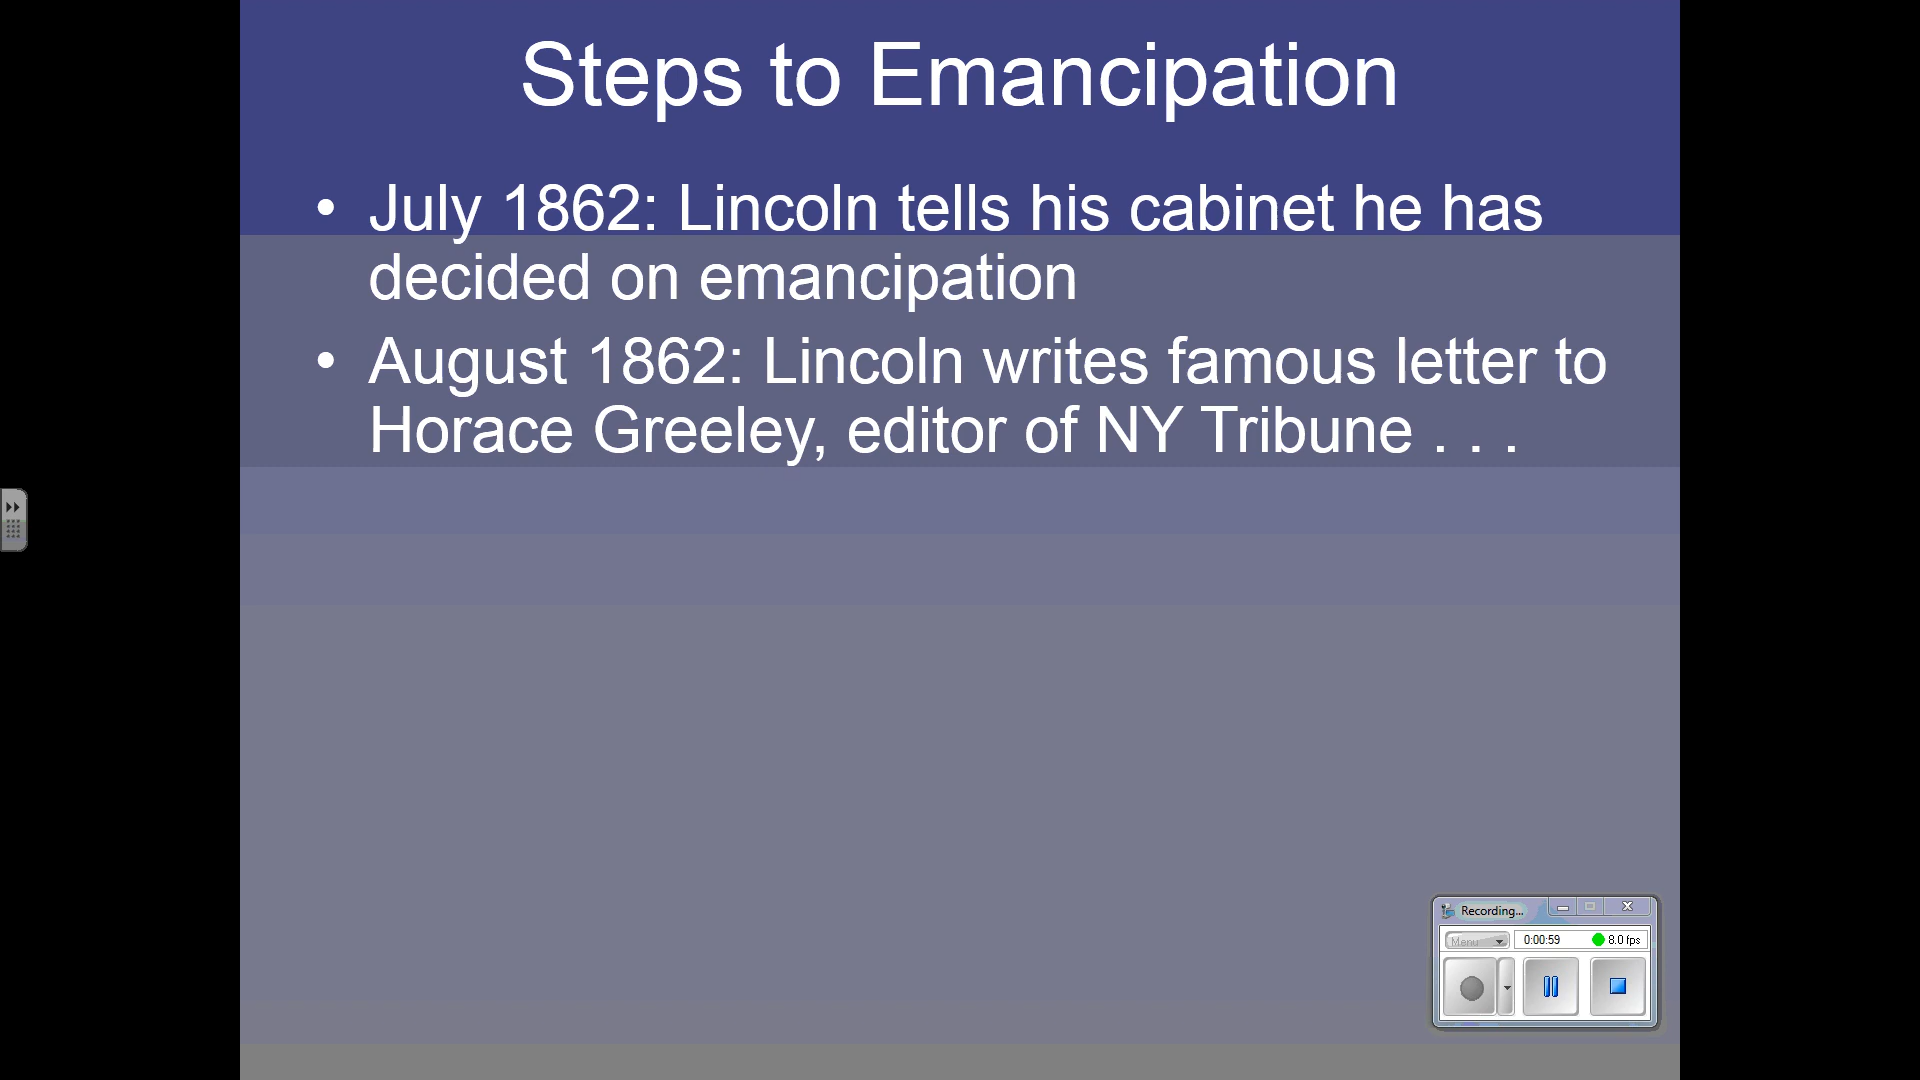 Steps to Emancipation
• July 1862: Lincoln tells his cabinet he has
decided on emancipation
• August 1862: Lincoln writes famous letter to
Horace Greeley, editor of NY Tribune . . .
Recording...
Menu
0:00:59
8.0 fps